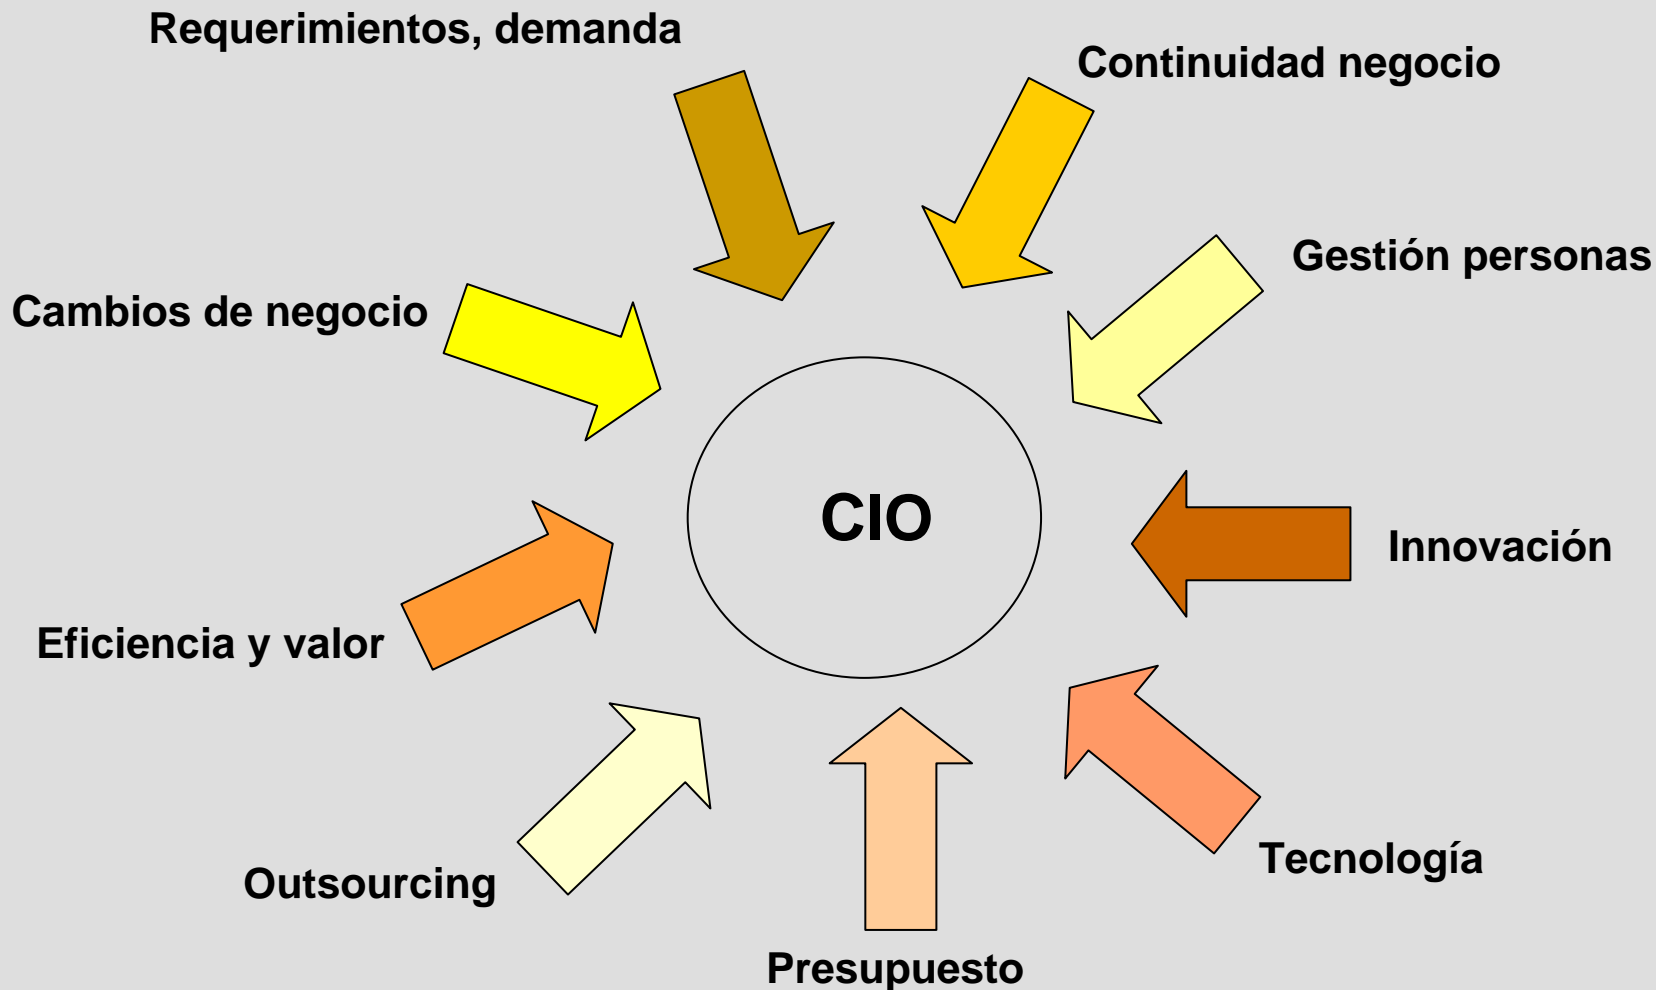 Requerimientos, demanda
Continuidad negocio
Gestión personas
Cambios de negocio
CIO
Innovación
Eficiencia y valor
Tecnología
Outsourcing
Presupuesto